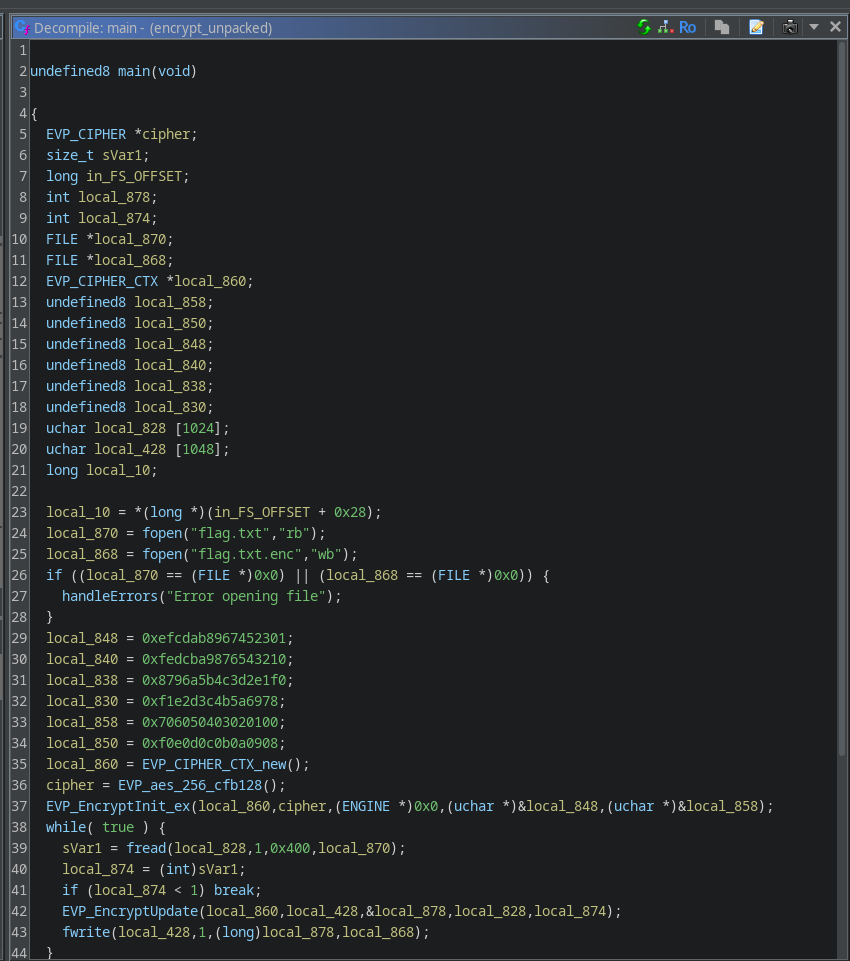 Decompile: main - (encrypt_unpacked)
Ro
1
2 undefined8 main(void)
3
4 {
5   EVP_CIPHER *cipher;
6   size_t sVar1;
7   long in_FS_OFFSET;
8   int local_878;
9   int local_874;
10   FILE *local_870;
11   FILE *local_868;
12   EVP_CIPHER_CTX *local_860;
13   undefined8 local_858;
14   undefined8 local_850;
15   undefined8 local_848;
16   undefined8 local_840;
17   undefined8 local_838;
18   undefined8 local_830;
19   uchar local_828 [1024];
20   uchar local_428 [1048];
21   long local_10;
22
23   local_10 = *(long *)(in_FS_OFFSET + 0x28);
24   local_870 = fopen("flag.txt","rb");
25   local_868 = fopen("flag.txt.enc","wb");
26   if ((local_870 == (FILE *)0x0) || (local_868 == (FILE *)0x0)) {
27     handleErrors("Error opening file");
28   }
29   local_848 = 0xefcdab8967452301;
30   local_840 = 0xfedcba9876543210;
31   local_838 = 0x8796a5b4c3d2e1f0;
32   local_830 = 0xf1e2d3c4b5a6978;
33   local_858 = 0x706050403020100;
34   local_850 = 0xf0e0d0c0b0a0908;
35   local_860 = EVP_CIPHER_CTX_new();
36   cipher = EVP_aes_256_cfb128();
37   EVP_EncryptInit_ex(local_860,cipher,(ENGINE *)0x0,(uchar *)&local_848,(uchar *)&local_858);
38   while( true ) {
39     sVar1 = fread(local_828,1,0x400,local_870);
40     local_874 = (int)sVar1;
41     if (local_874 < 1) break;
42     EVP_EncryptUpdate(local_860,local_428,&local_878,local_828,local_874);
43     fwrite(local_428,1,(long)local_878,local_868);
44   }